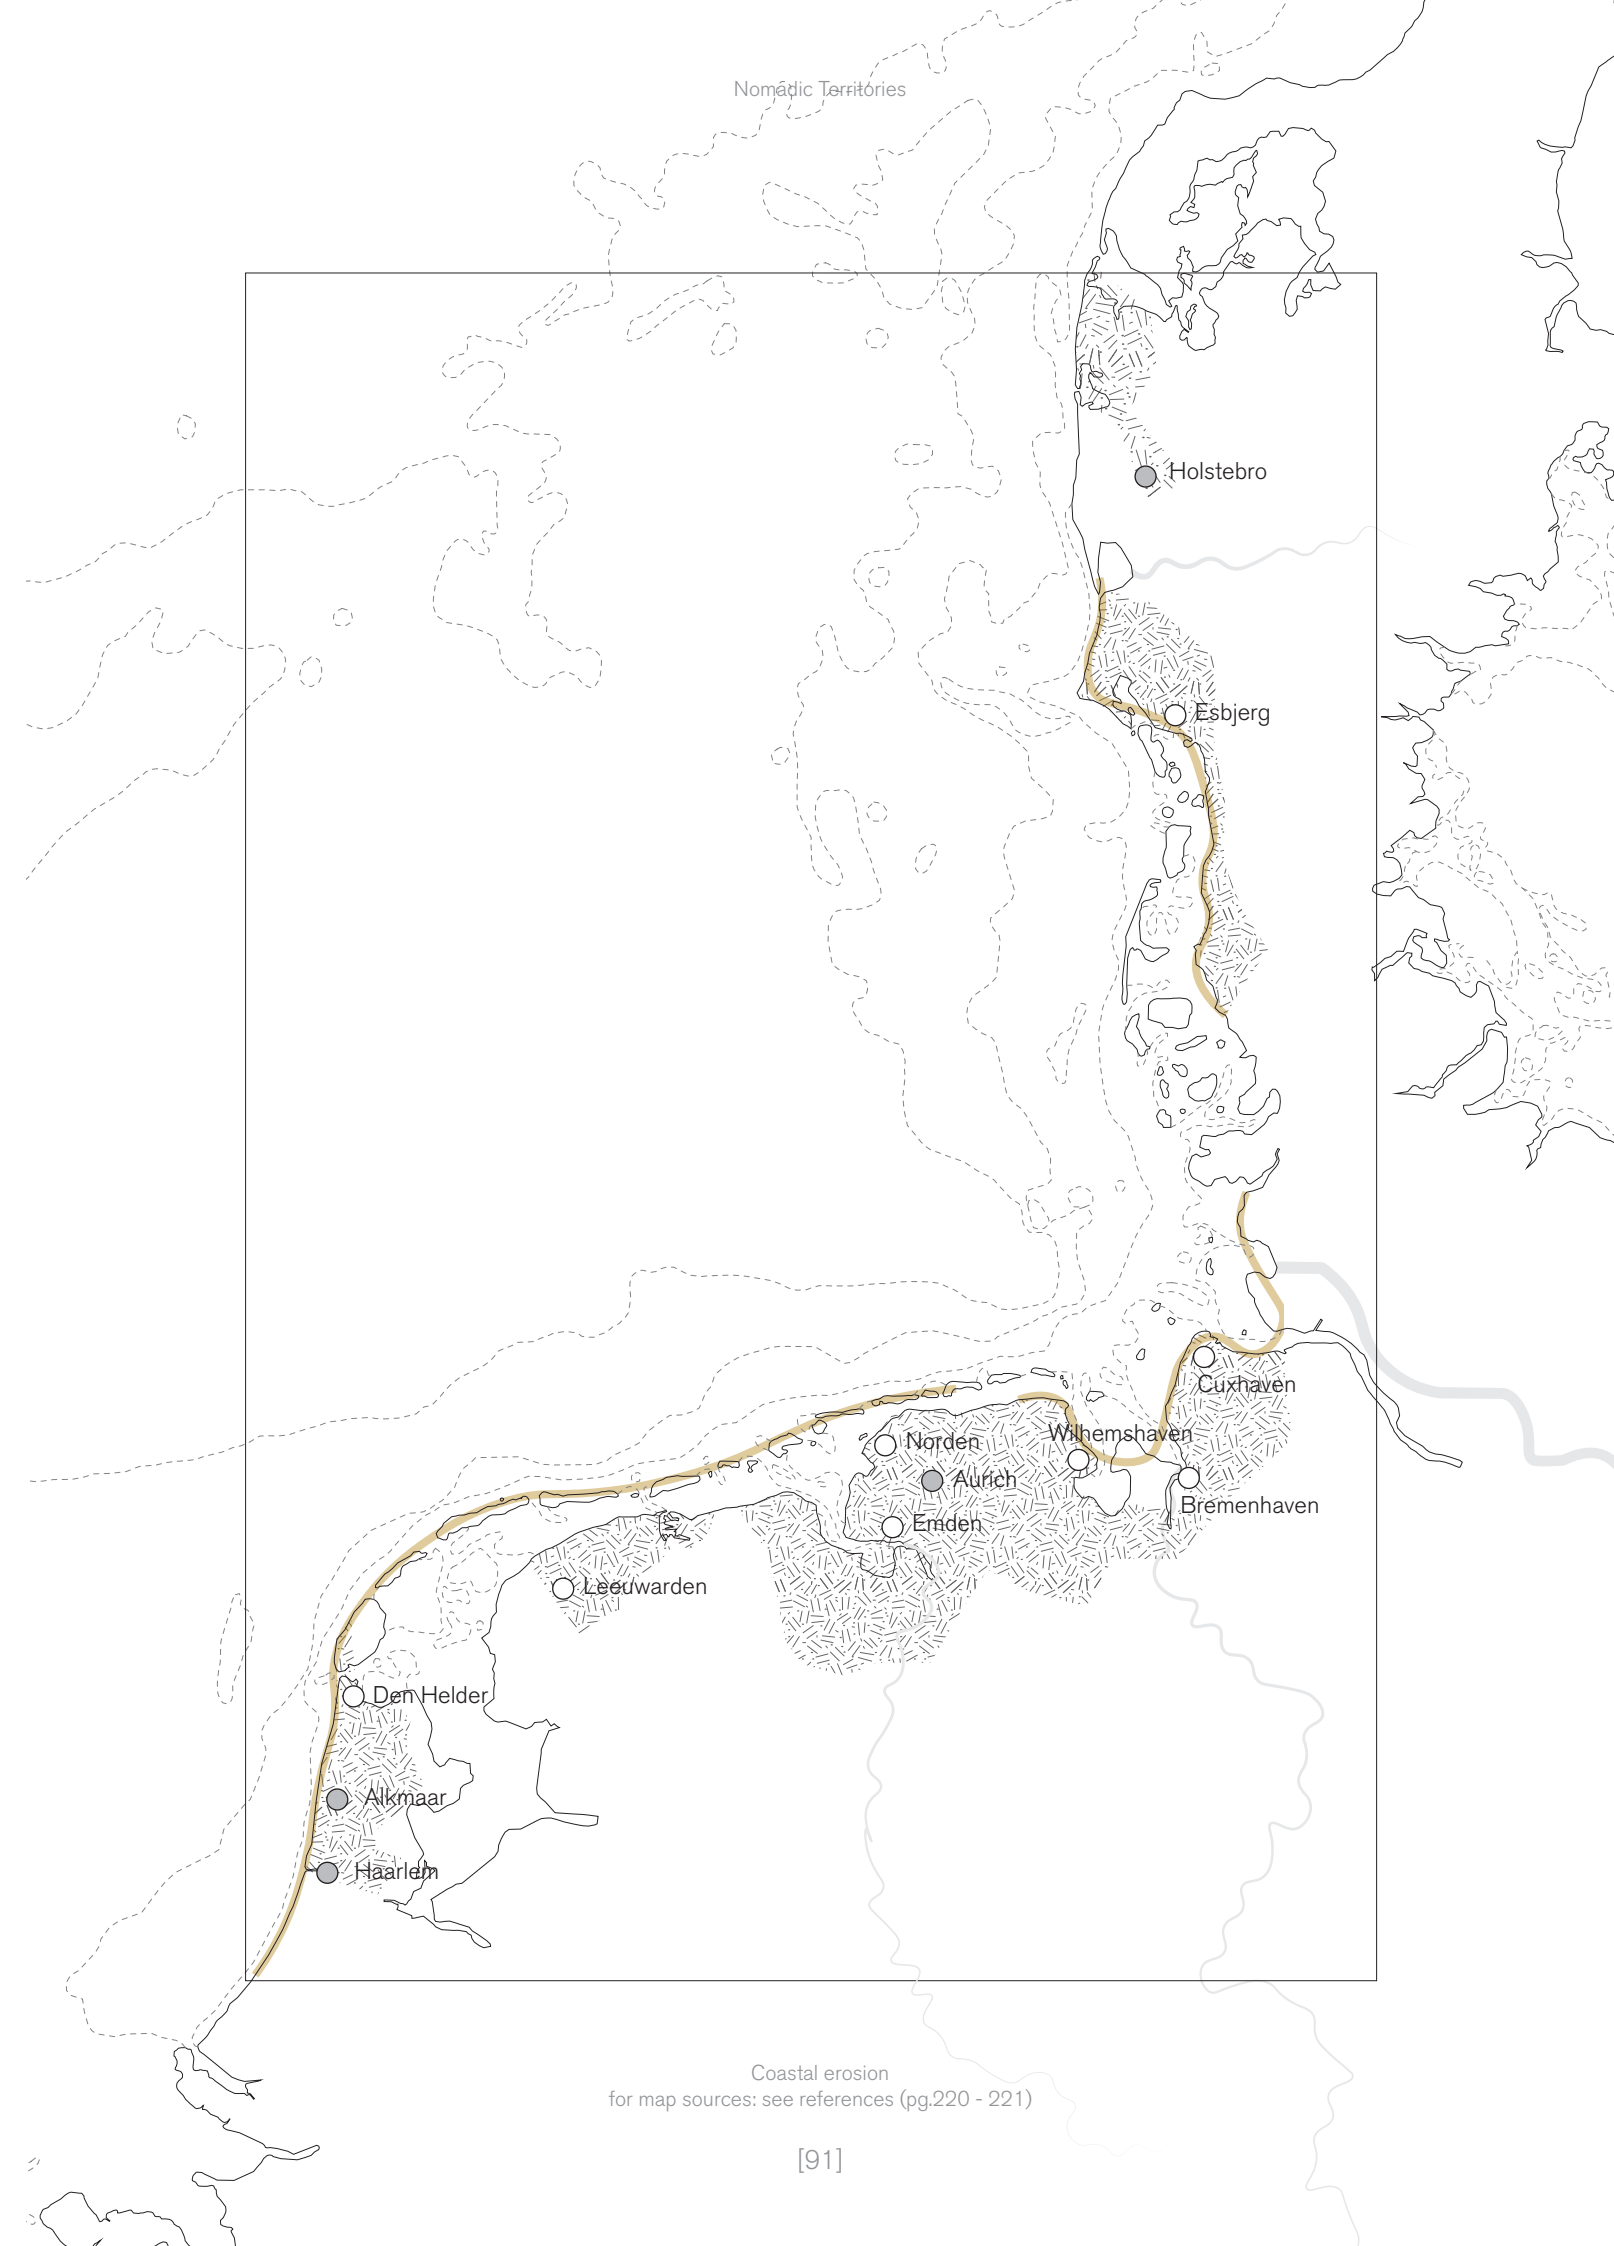 Nomadic Territories
Holstebro
Esbjerg
Cuxhaven
Wilhemshaven
Norden
Aurich
Bremenhaven
Emden
Leeuwarden
Den Helder
Alkmaar
Haarlem
Coastal erosion
for map sources: see references (pg.220 - 221)
[91]